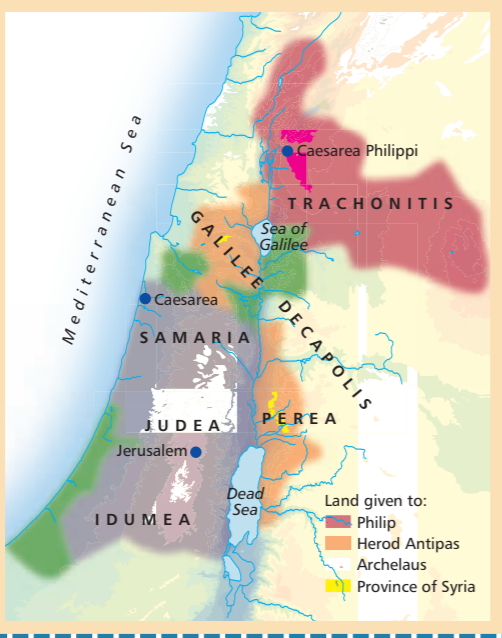 Mediterranean Sea
Caesarea Philippi
TRACHONITIS
GALILEE
Sea of
Galilee
Caesarea
DECAPOLIS
SAMARIA
JUDEA
PEREA
Jerusalem
Dead
Sea
IDUMEA
Land given to:
Philip
Herod Antipas
Archelaus
Province of Syria